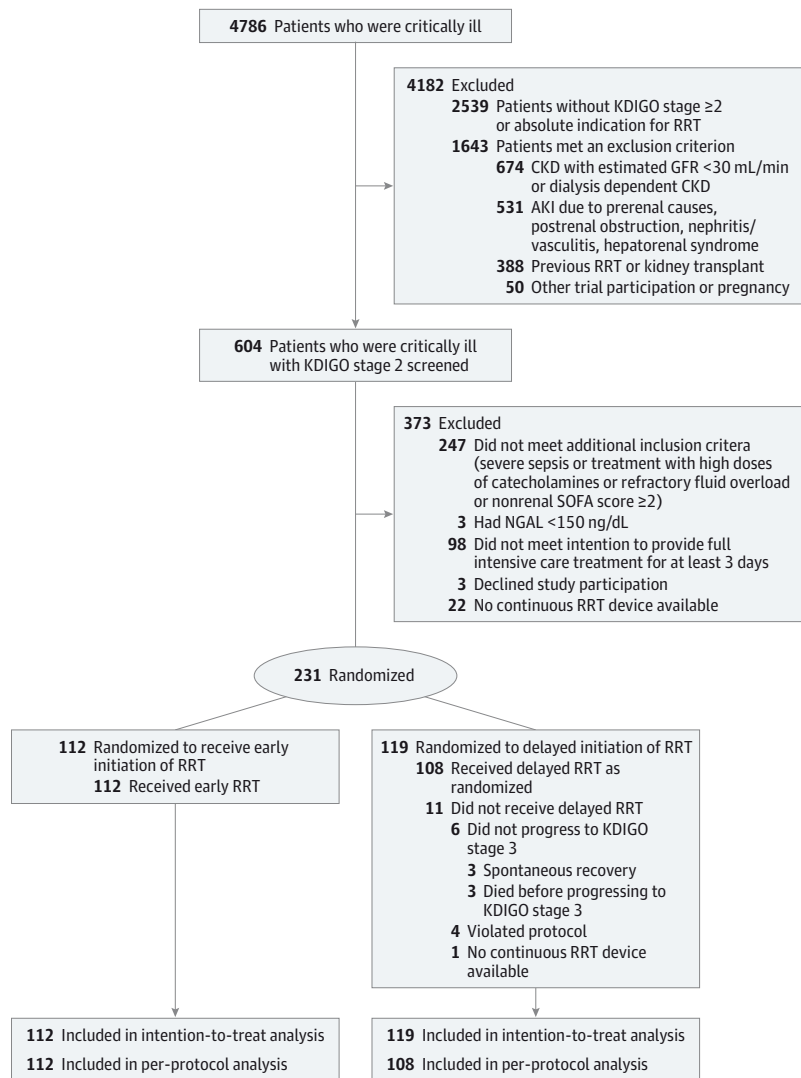 4786 Patients who were critically ill
4182 Excluded
2539 Patients without KDIGO stage ≥2
or absolute indication for RRT
1643 Patients met an exclusion criterion
674 CKD with estimated GFR <30 mL/min
or dialysis dependent CKD
531 AKI due to prerenal causes,
postrenal obstruction, nephritis/
vasculitis, hepatorenal syndrome
388 Previous RRT or kidney transplant
50 Other trial participation or pregnancy
604 Patients who were critically ill
with KDIGO stage 2 screened
373 Excluded
247 Did not meet additional inclusion critera
(severe sepsis or treatment with high doses
of catecholamines or refractory fluid overload
or nonrenal SOFA score ≥2)
3 Had NGAL <150 ng/dL
98 Did not meet intention to provide full
intensive care treatment for at least 3 days
3 Declined study participation
22 No continuous RRT device available
231 Randomized
112 Randomized to receive early
initiation of RRT
112 Received early RRT
119 Randomized to delayed initiation of RRT
108 Received delayed RRT as
randomized
11 Did not receive delayed RRT
6 Did not progress to KDIGO
stage 3
3 Spontaneous recovery
3 Died before progressing to
KDIGO stage 3
4 Violated protocol
1 No continuous RRT device
available
112 Included in intention-to-treat analysis
112 Included in per-protocol analysis
119 Included in intention-to-treat analysis
108 Included in per-protocol analysis